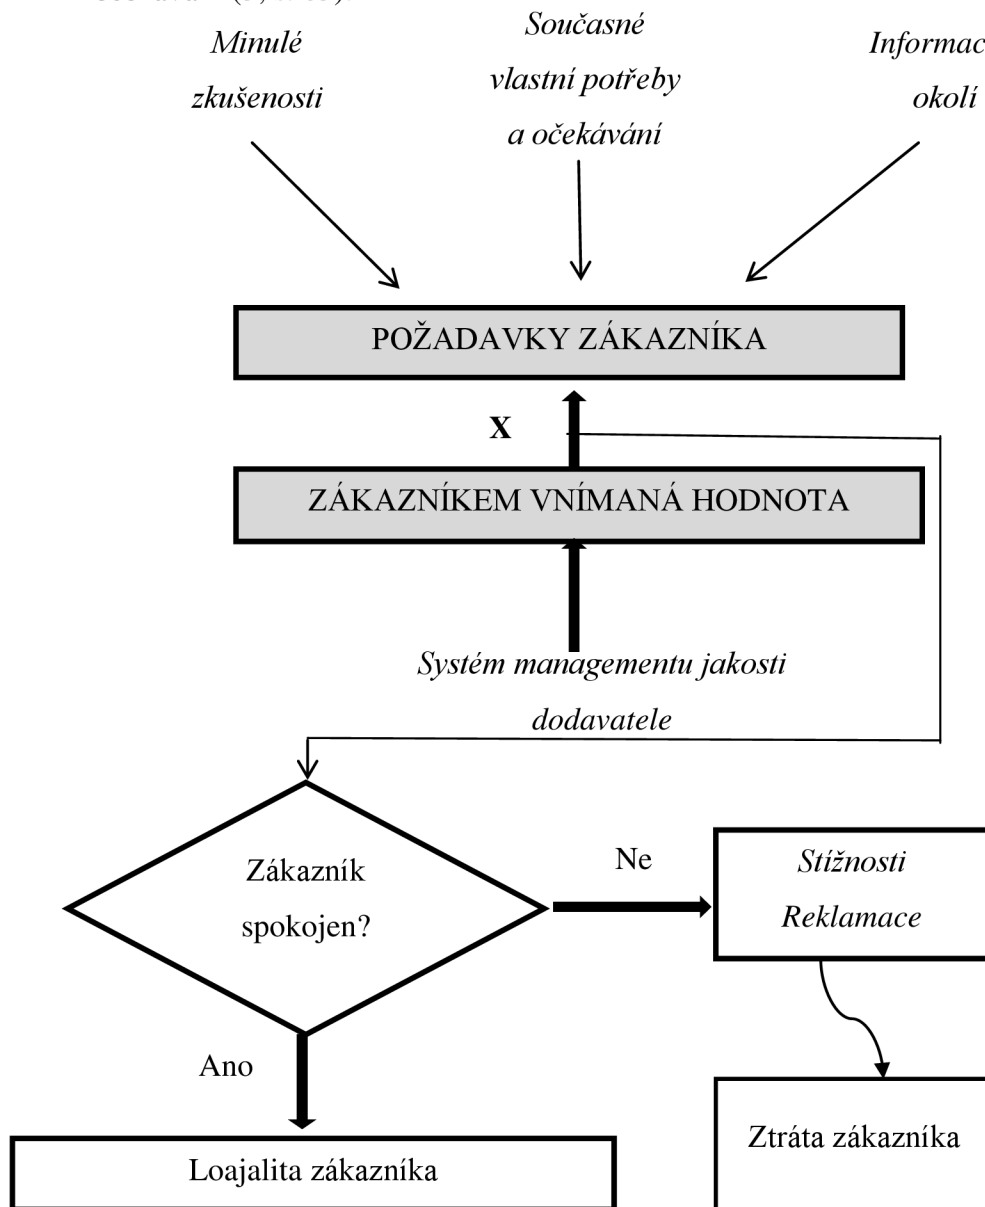 Minulé
zkušenosti
Současné
vlastní potřeby
a očekávání
Informac
okolí
POŽADAVKY ZÁKAZNÍKA
X
ZÁKAZNÍKEM VNÍMANÁ HODNOTA
Systém managementu jakosti
dodavatele
Zákazník
spokojen?
Ne
Stížnosti
Reklamace
Ano
Ztráta zákazníka
Loajalita zákazníka